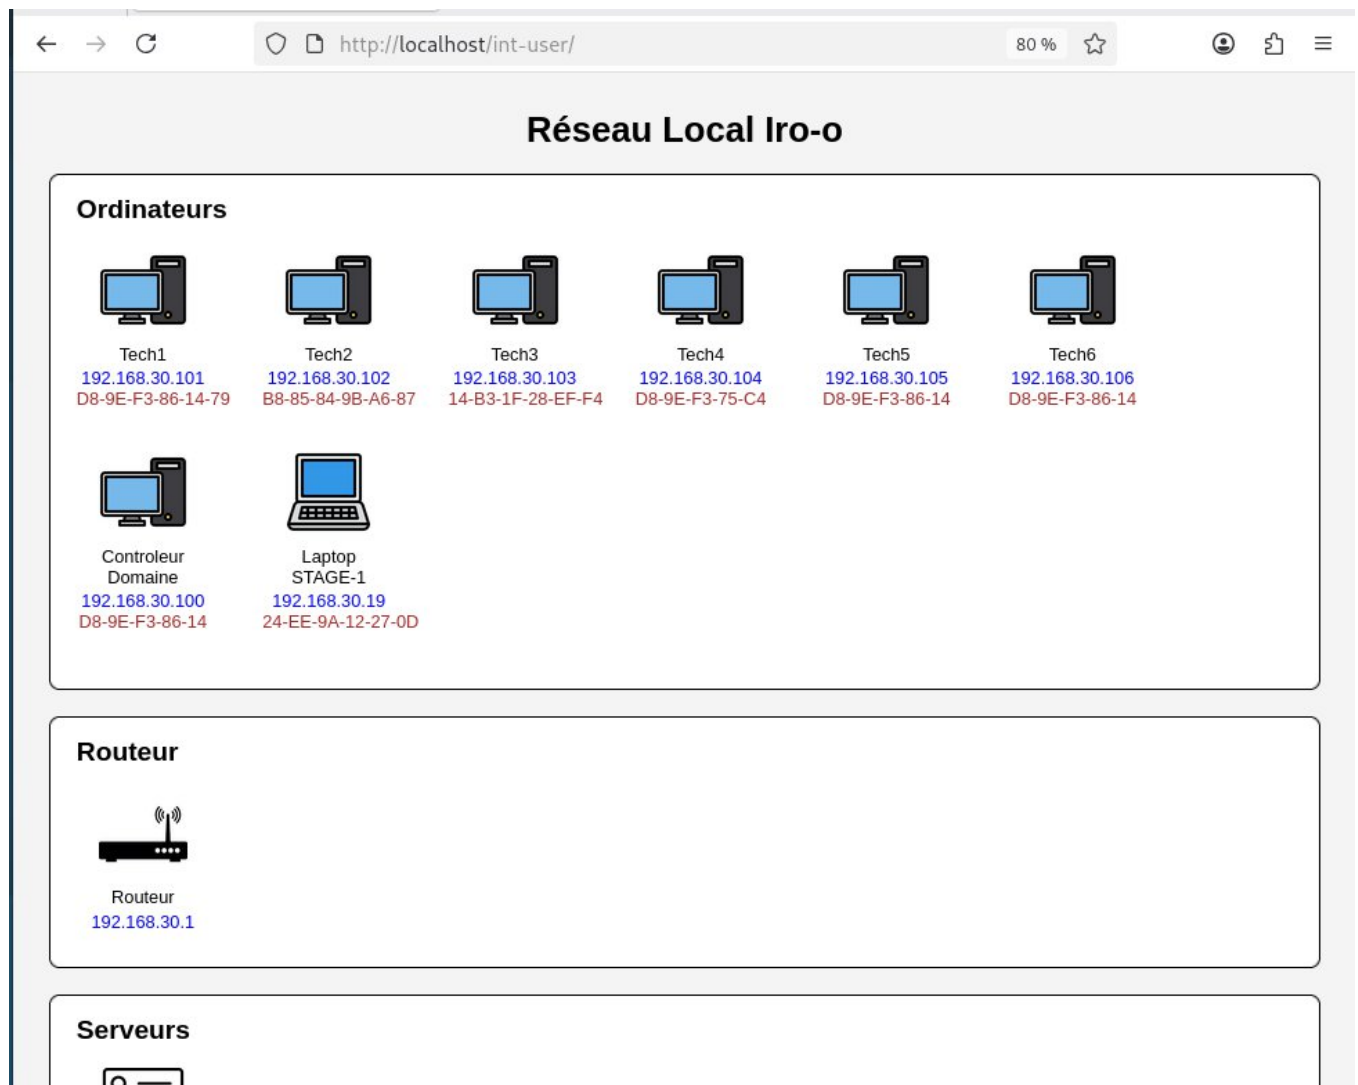 http://localhost/int-user/
80 %
Réseau Local Iro-o
Ordinateurs
Tech1
192.168.30.101
D8-9E-F3-86-14-79
Tech2
192.168.30.102
B8-85-84-9B-A6-87
Tech3
192.168.30.103
14-B3-1F-28-EF-F4
Tech4
192.168.30.104
D8-9E-F3-75-C4
Tech5
192.168.30.105
D8-9E-F3-86-14
Tech6
192.168.30.106
D8-9E-F3-86-14
Controleur
Domaine
192.168.30.100
D8-9E-F3-86-14
Laptop
STAGE-1
192.168.30.19
24-EE-9A-12-27-0D
Routeur
Routeur
192.168.30.1
Serveurs